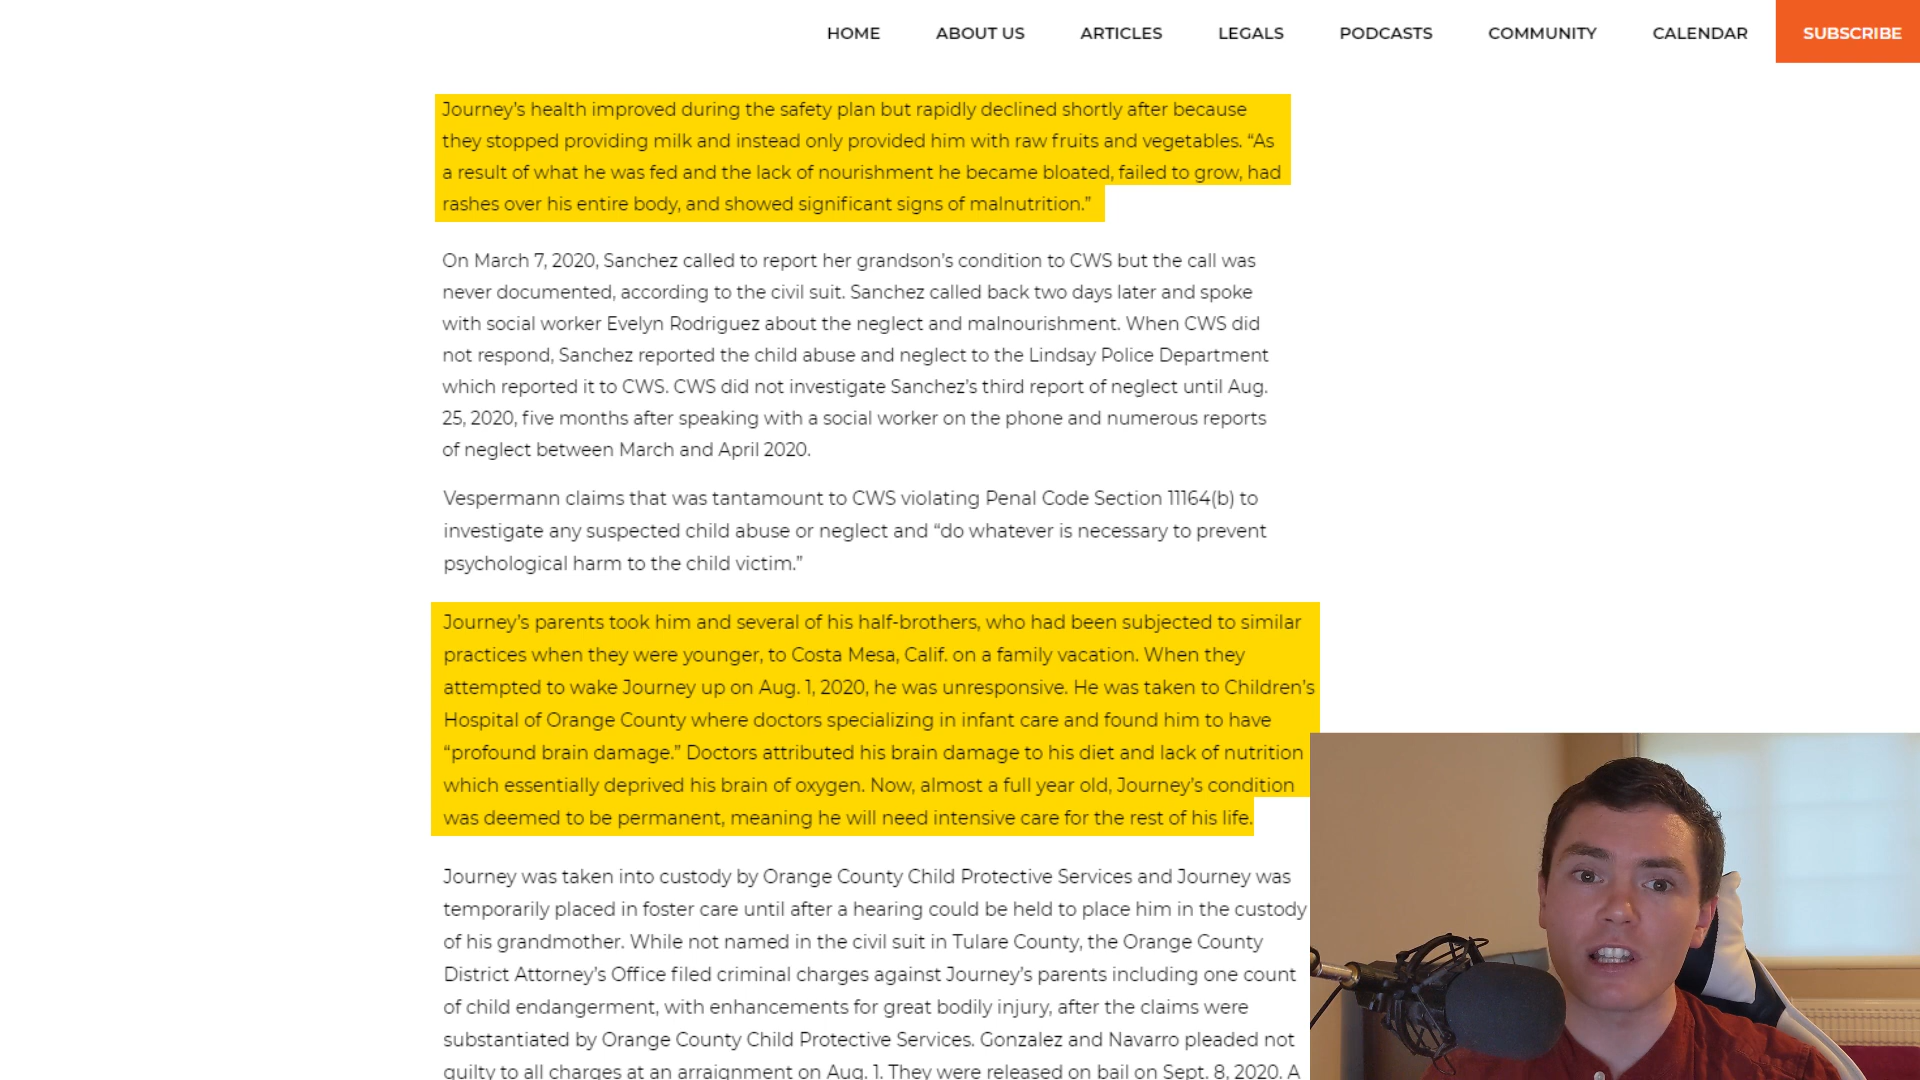 HOME ABOUT US ARTICLES LEGALS PODCASTS COMMUNITY CALENDAR SUBSCRIBE
Journey’s health improved during the safety plan but rapidly declined shortly after because
they stopped providing milk and instead only provided him with raw fruits and vegetables. “As
a result of what he was fed and the lack of nourishment he became bloated, failed to grow, had
rashes over his entire body, and showed significant signs of malnutrition.”
On March 7, 2020, Sanchez called to report her grandson’s condition to CWS but the call was
never documented, according to the civil suit. Sanchez called back two days later and spoke
with social worker Evelyn Rodriguez about the neglect and malnourishment. When CWS did
not respond, Sanchez reported the child abuse and neglect to the Lindsay Police Department
which reported it to CWS. CWS did not investigate Sanchez’s third report of neglect until Aug.
25, 2020, five months after speaking with a social worker on the phone and numerous reports
of neglect between March and April 2020.
Vespermann claims that was tantamount to CWS violating Penal Code Section 11164(b) to
investigate any suspected child abuse or neglect and “do whatever is necessary to prevent
psychological harm to the child victim.”
Journey’s parents took him and several of his half-brothers, who had been subjected to similar
practices when they were younger, to Costa Mesa, Calif. on a family vacation. When they
attempted to wake Journey up on Aug. 1, 2020, he was unresponsive. He was taken to Children’s
Hospital of Orange County where doctors specializing in infant care and found him to have
“profound brain damage.” Doctors attributed his brain damage to his diet and lack of nutrition
which essentially deprived his brain of oxygen. Now, almost a full year old, Journey’s condition
was deemed to be permanent, meaning he will need intensive care for the rest of his life.
Journey was taken into custody by Orange County Child Protective Services and Journey was
temporarily placed in foster care until after a hearing could be held to place him in the custody
of his grandmother. While not named in the civil suit in Tulare County, the Orange County
District Attorney’s Office filed criminal charges against Journey’s parents including one count
of child endangerment, with enhancements for great bodily injury, after the claims were
substantiated by Orange County Child Protective Services. Gonzalez and Navarro pleaded not
guilty to all charges at an arraignment on Aug. 1. They were released on bail on Sept. 8, 2020. A